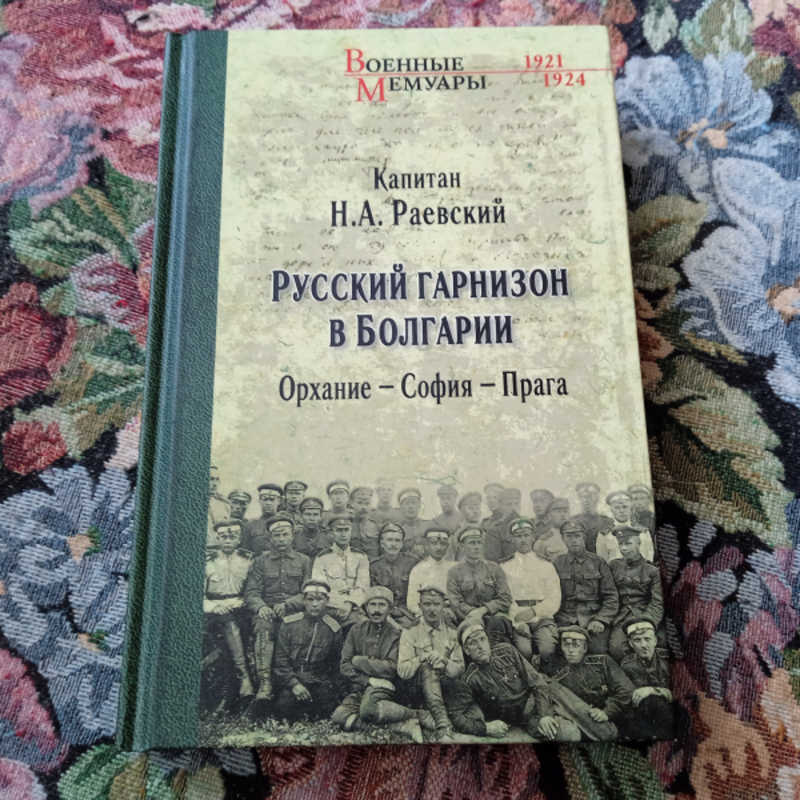 Военные 1921
Мемуары 1924
Капитан
Н.А. Раевский
Русский гарнизон
в Болгарии
Орхание – София – Прага